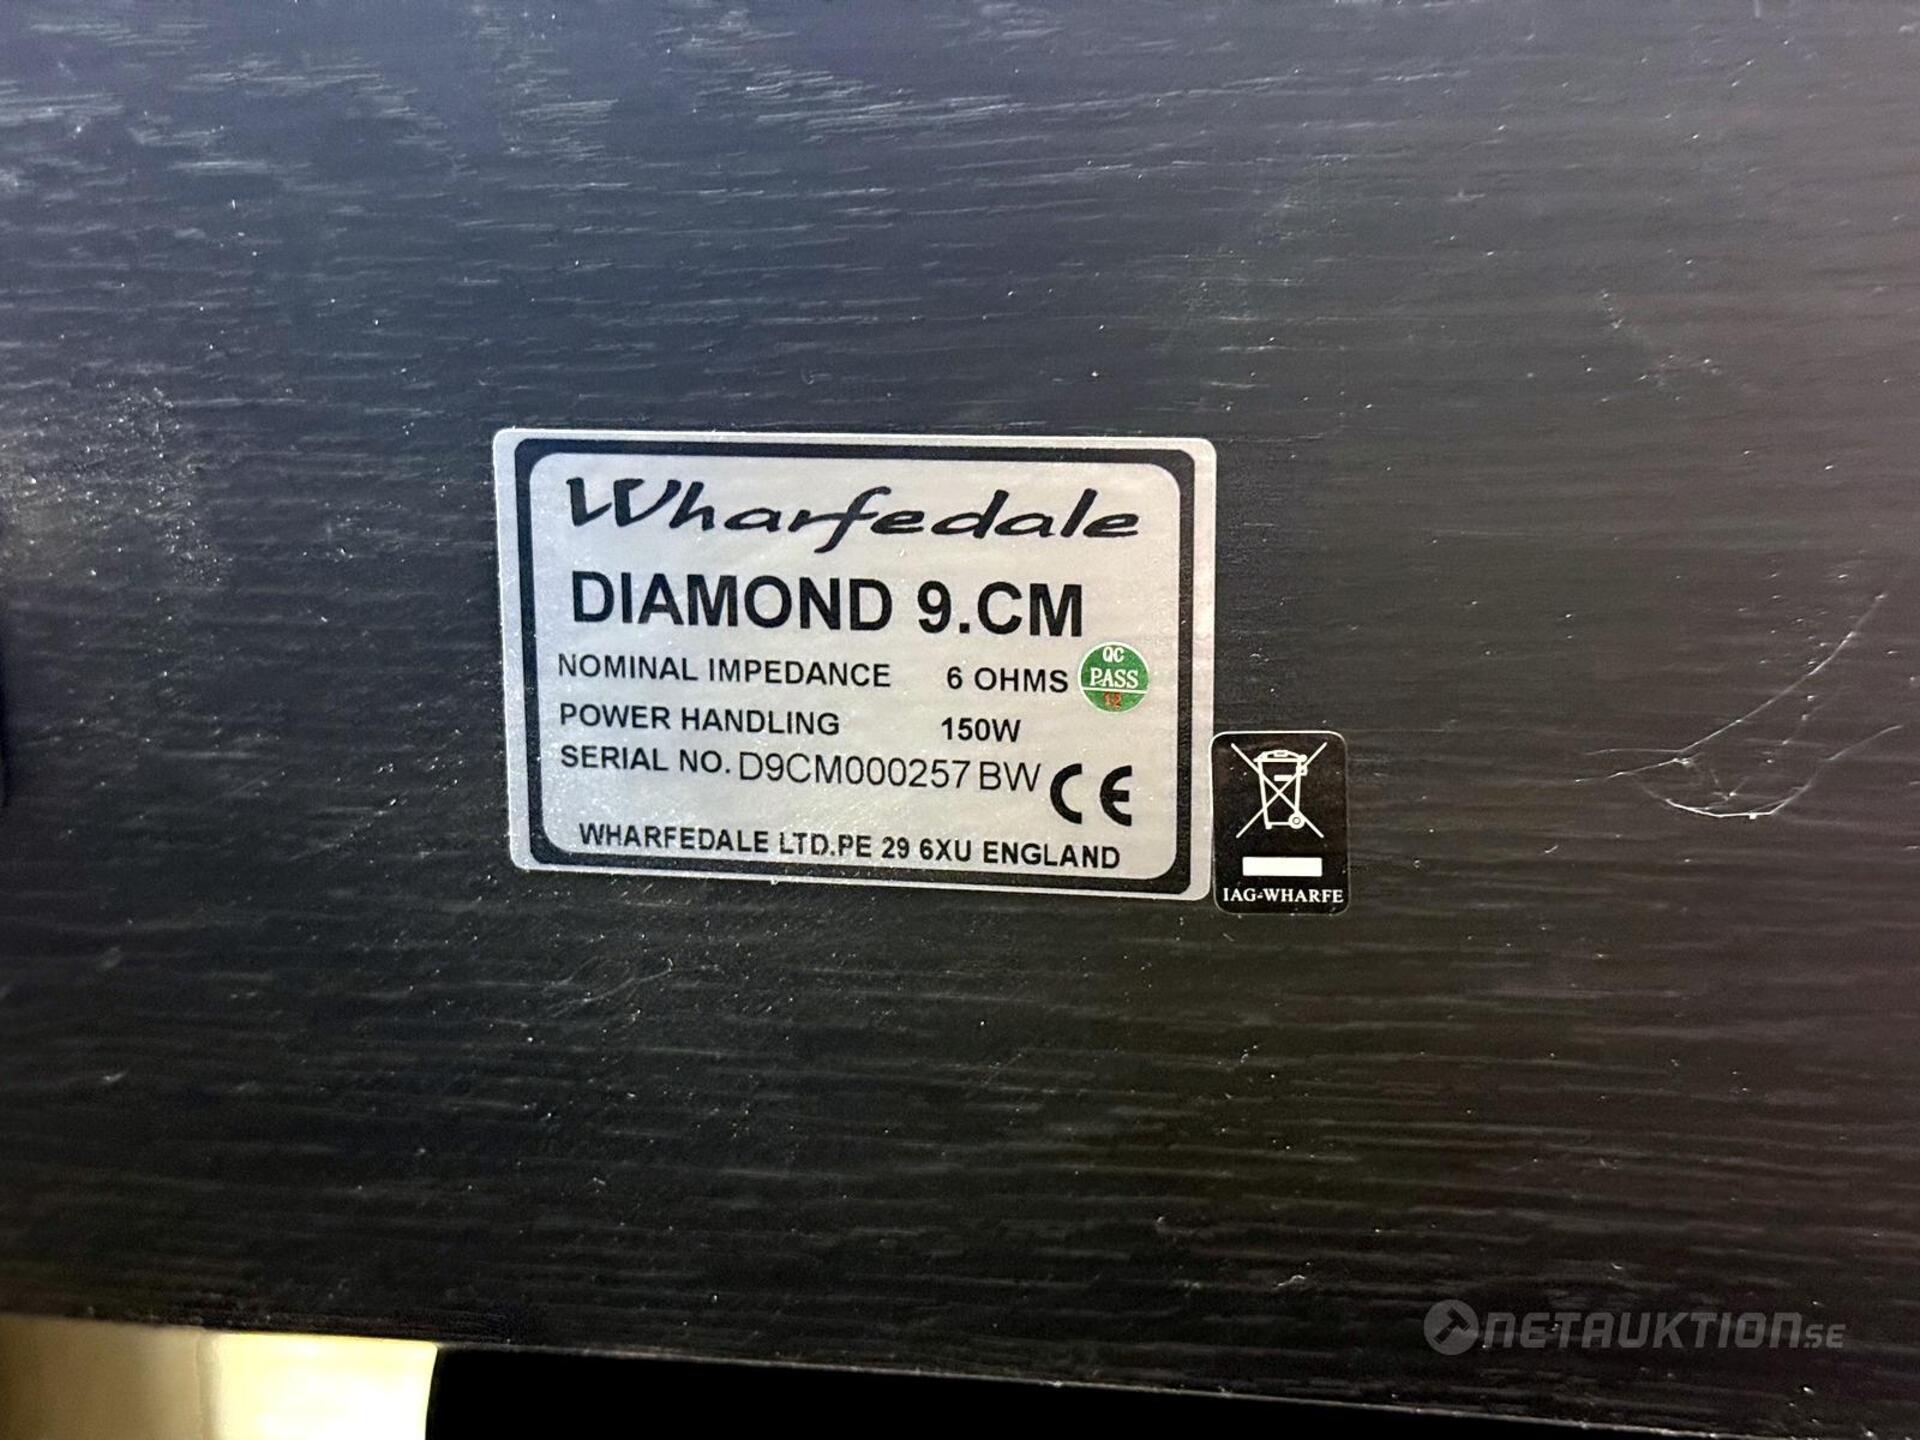 Wharfedale
DIAMOND 9.CM
NOMINAL IMPEDANCE 6 OHMS
QC
PASS
12
POWER HANDLING 150W
SERIAL NO. D9CM000257 BW
CE
WHARFEDALE LTD.PE 29 6XU ENGLAND
IAG-WHARFE
NETAUKTION.SE